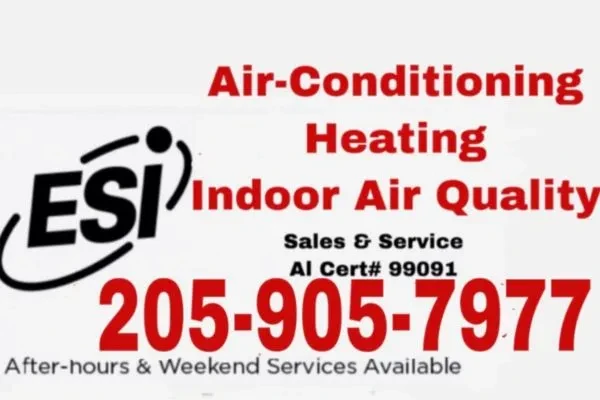 Air-Conditioning
Heating
ESi
Indoor Air Quality
Sales & Service
Al Cert# 99091
205-905-7977
After-hours & Weekend Services Available